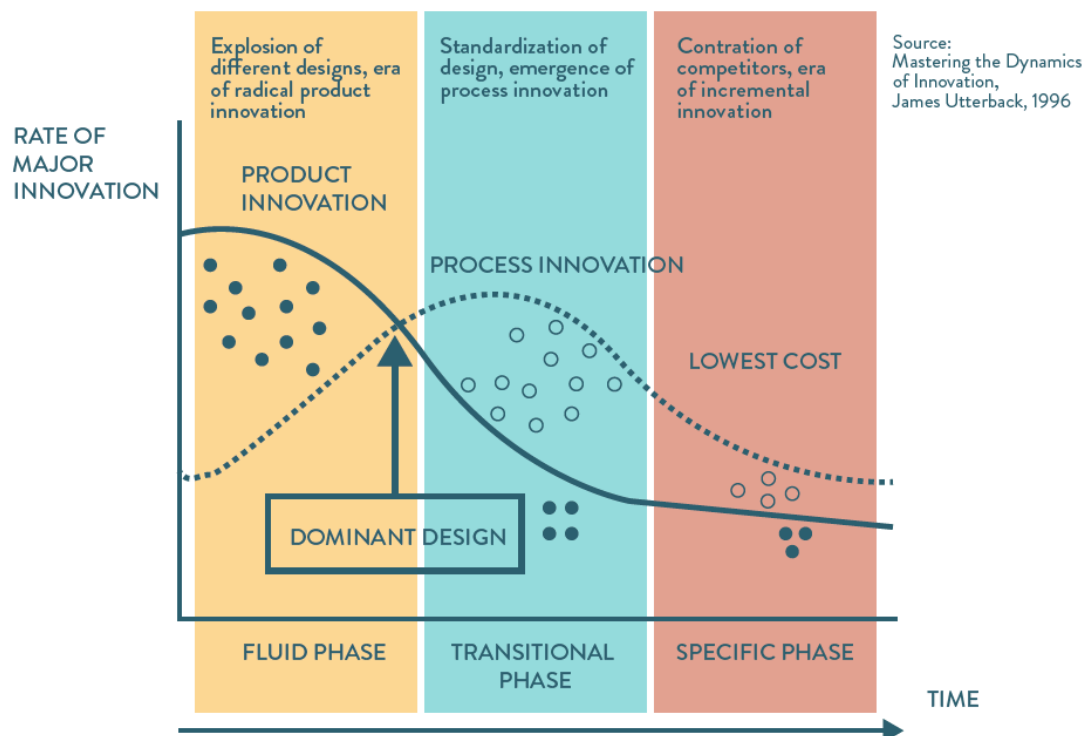 Explosion of
different designs, era
of radical product
innovation
Standardization of
design, emergence of
process innovation
Contration of
competitors, era
of incremental
innovation
Source:
Mastering the Dynamics
of Innovation,
James Utterback, 1996
RATE OF
MAJOR
INNOVATION
PRODUCT
INNOVATION
PROCESS INNOVATION
LOWEST COST
DOMINANT DESIGN
FLUID PHASE
TRANSITIONAL
PHASE
SPECIFIC PHASE
TIME